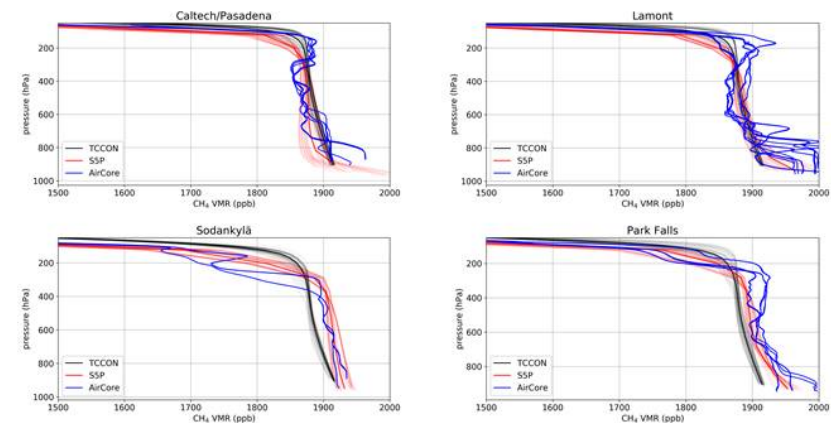 Caltech/Pasadena
pressure (hPa)
200
400
600
800
1000
TCCON
S5P
AirCore
1500 1600 1700 1800 1900 2000
CH₄ VMR (ppb)
Lamont
pressure (hPa)
200
400
600
800
1000
TCCON
S5P
AirCore
1500 1600 1700 1800 1900 2000
CH₄ VMR (ppb)
Sodankylä
pressure (hPa)
200
400
600
800
1000
TCCON
S5P
AirCore
1500 1600 1700 1800 1900 2000
CH₄ VMR (ppb)
Park Falls
pressure (hPa)
200
400
600
800
TCCON
S5P
AirCore
1500 1600 1700 1800 1900 2000
CH₄ VMR (ppb)